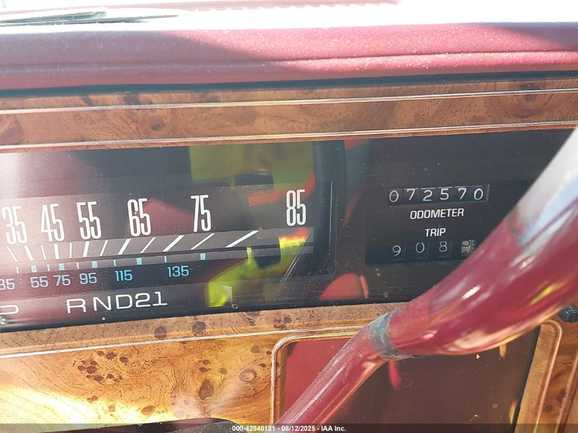 35 45 55 65 75 85
35 55 75 95 115 135
P RND21
072570
ODOMETER
TRIP
908
000-42540181 - 08/12/2025 - IAA Inc.